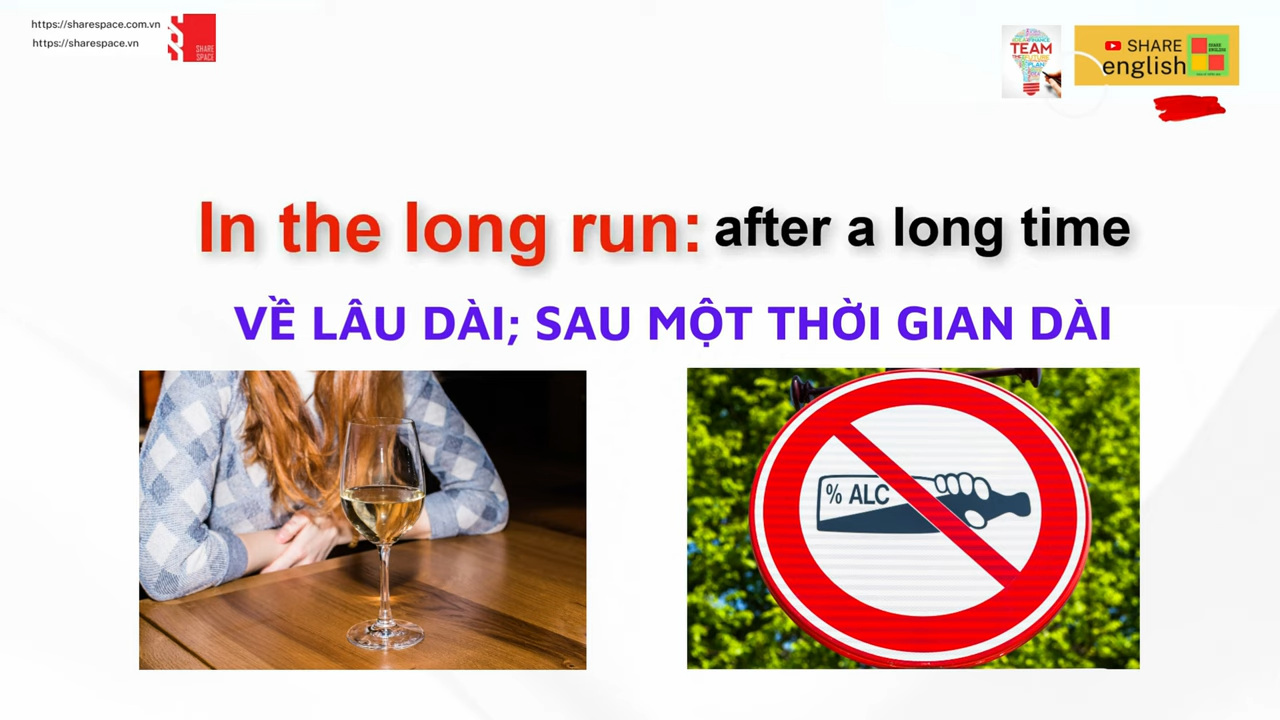 https://sharespace.com.vn
https://sharespace.vn
SHARE
SPACE
TEAM
PLAN
SHARE
english
In the long run: after a long time
VỀ LÂU DÀI; SAU MỘT THỜI GIAN DÀI
% ALC